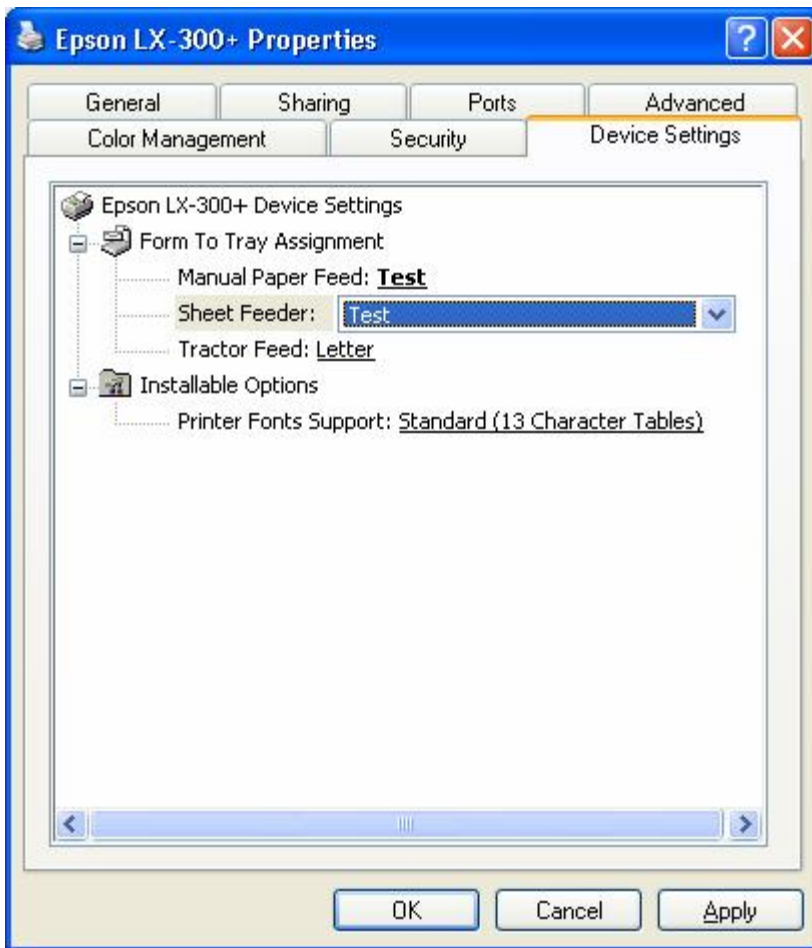 Epson LX-300+ Properties
General Sharing Ports Advanced
Color Management Security Device Settings
Epson LX-300+ Device Settings
Form To Tray Assignment
Manual Paper Feed: Test
Sheet Feeder: Test
Tractor Feed: Letter
Installable Options
Printer Fonts Support: Standard (13 Character Tables)
OK Cancel Apply